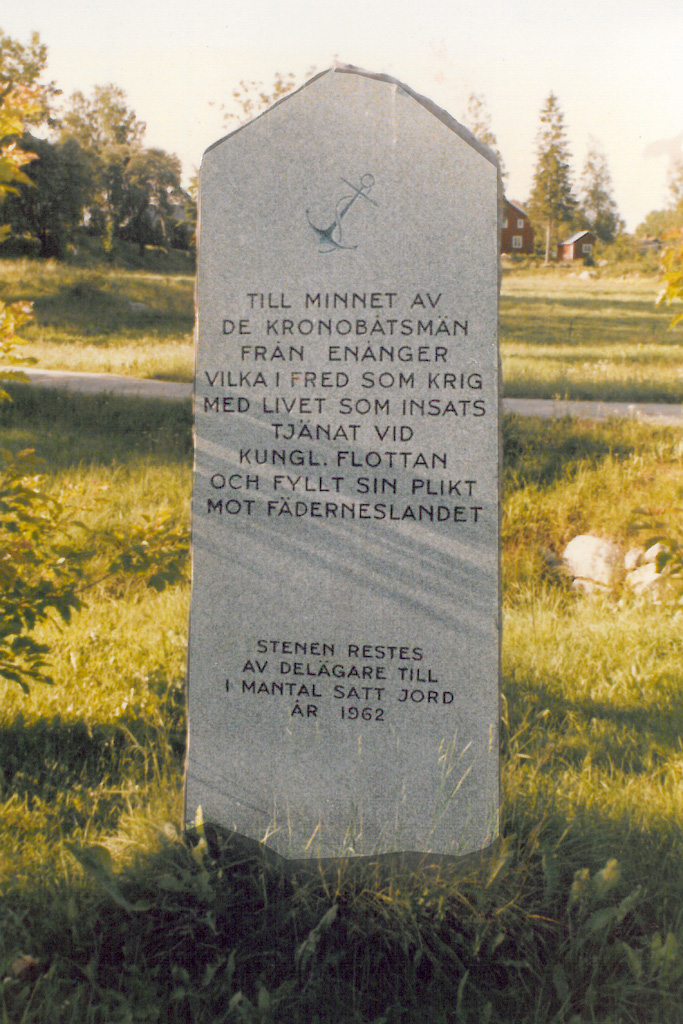 TILL MINNET AV
DE KRONOBÅTSMÄN
FRÅN ENÅNGER
VILKA I FRED SOM KRIG
MED LIVET SOM INSATS
TJÄNAT VID
KUNGL. FLOTTAN
OCH FYLLT SIN PLIKT
MOT FÄDERNESLANDET
STENEN RESTES
AV DELÄGARE TILL
I MANTAL SATT JORD
ÅR 1962